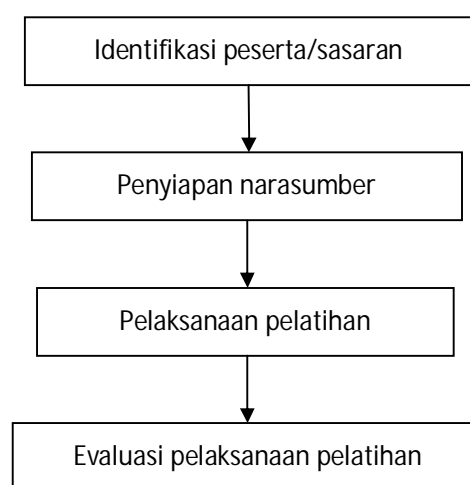 Identifikasi peserta/sasaran
Penyiapan narasumber
Pelaksanaan pelatihan
Evaluasi pelaksanaan pelatihan